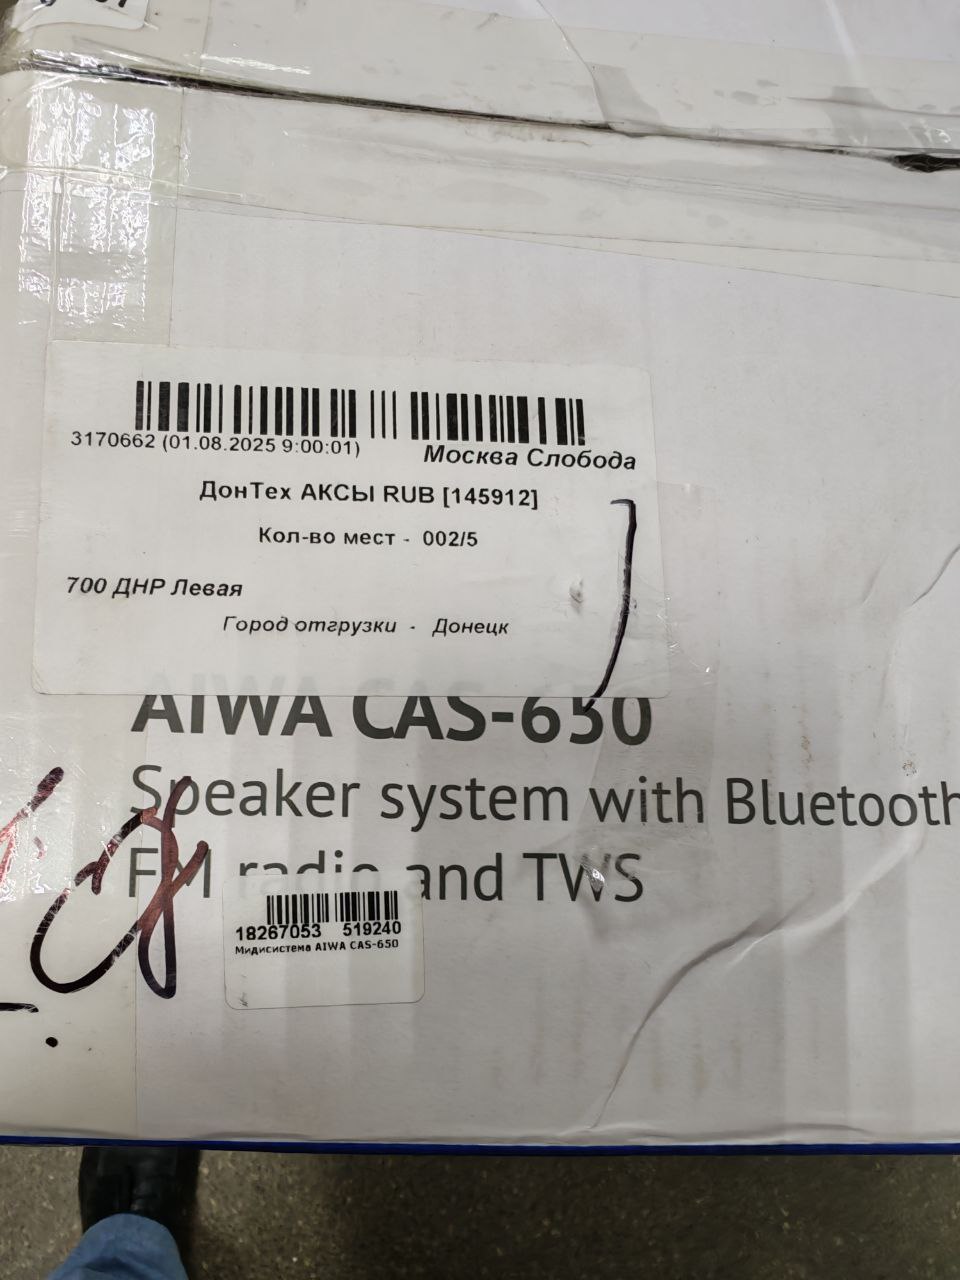 3170662 (01.08.2025 9:00:01)
Москва Слобода
ДонТех АКСЫ RUB [145912]
Кол-во мест - 002/5
700 ДНР Левая
Город отгрузки - Донецк
AIWA CAS-650
Speaker system with Bluetooth
FM radio and TWS
18267053 519240
Мидисистема AIWA CAS-650